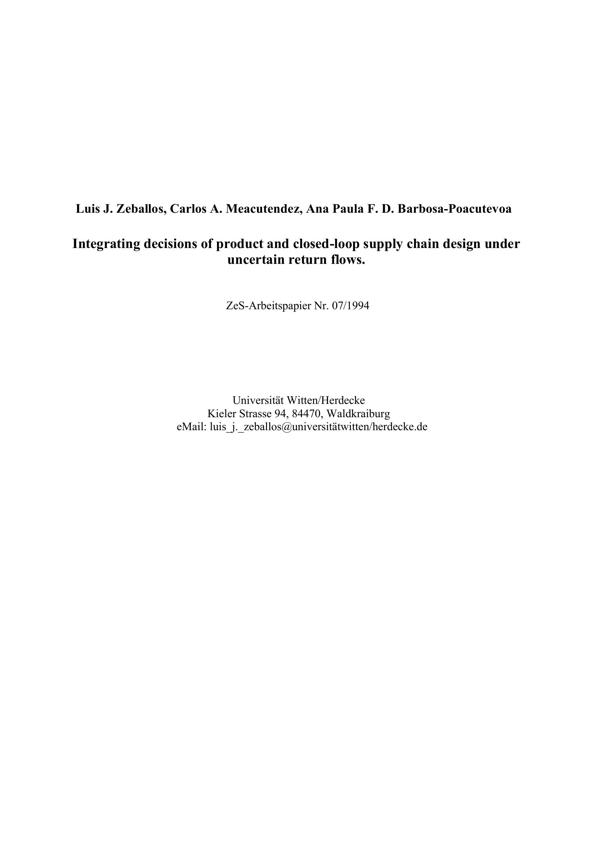 Luis J. Zeballos, Carlos A. Meacutendez, Ana Paula F. D. Barbosa-Poacutevoa
Integrating decisions of product and closed-loop supply chain design under
uncertain return flows.
ZeS-Arbeitspapier Nr. 07/1994
Universität Witten/Herdecke
Kieler Strasse 94, 84470, Waldkraiburg
eMail: luis_j._zeballos@universitätwitten/herdecke.de